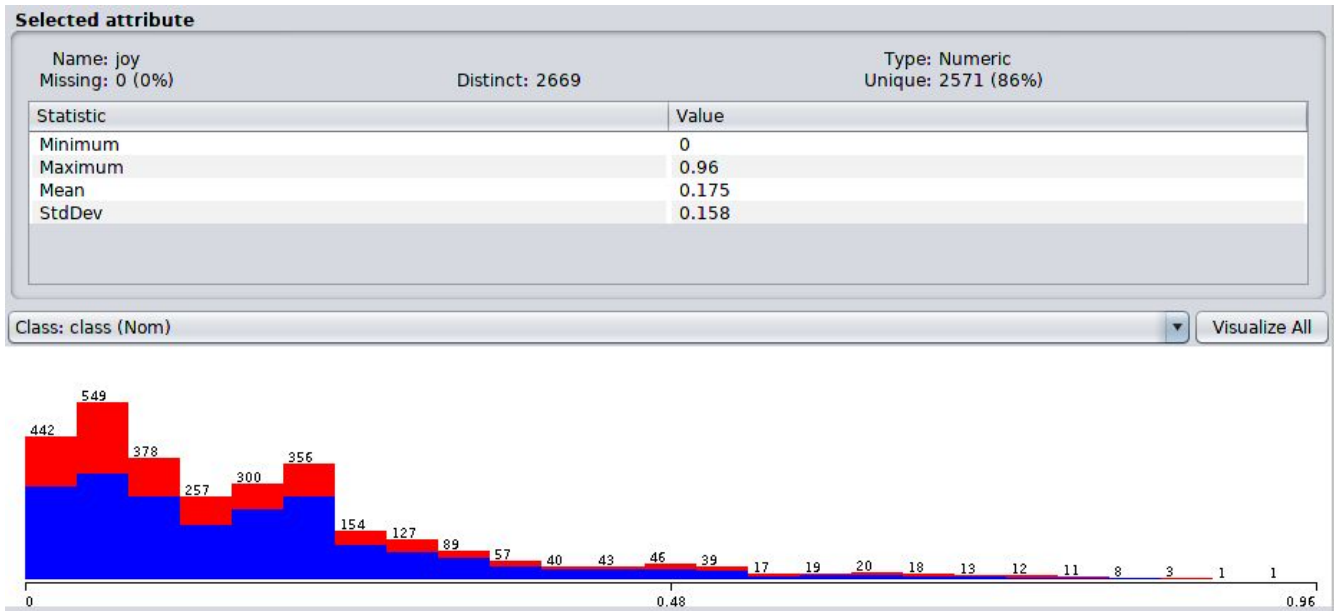 Selected attribute
Name: joy Type: Numeric
Missing: 0 (0%) Distinct: 2669 Unique: 2571 (86%)
Statistic Value
Minimum 0
Maximum 0.96
Mean 0.175
StdDev 0.158
Class: class (Nom) Visualize All
442 549 378 257 300 356 154 127 89 57 40 43 46 39 17 19 20 18 13 12 11 8 3 1 1
0 0.48 0.96